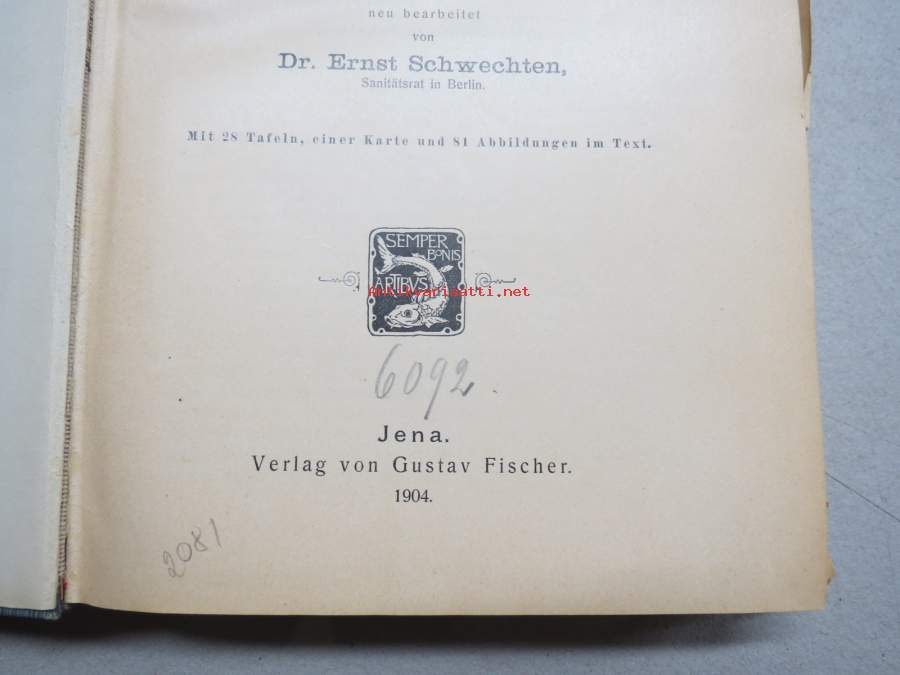 neu bearbeitet
von
Dr. Ernst Schwechten,
Sanitätsrat in Berlin.
Mit 28 Tafeln, einer Karte und 81 Abbildungen im Text.
SEMPER
BONIS
ARTIBVS
antikvariaatti.net
6092
Jena.
Verlag von Gustav Fischer.
1904.
2081